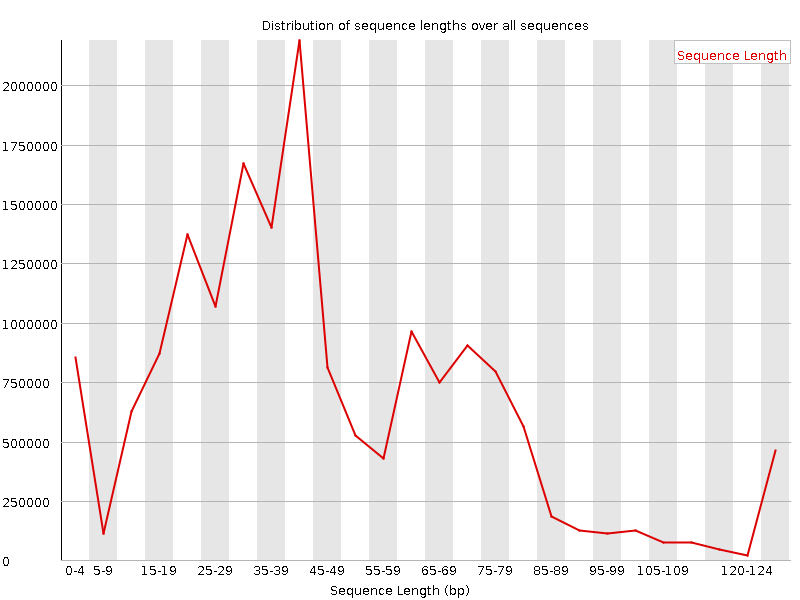 Distribution of sequence lengths over all sequences
Sequence Length
2000000
1750000
1500000
1250000
1000000
750000
500000
250000
0
0-4 5-9 15-19 25-29 35-39 45-49 55-59 65-69 75-79 85-89 95-99 105-109 120-124
Sequence Length (bp)